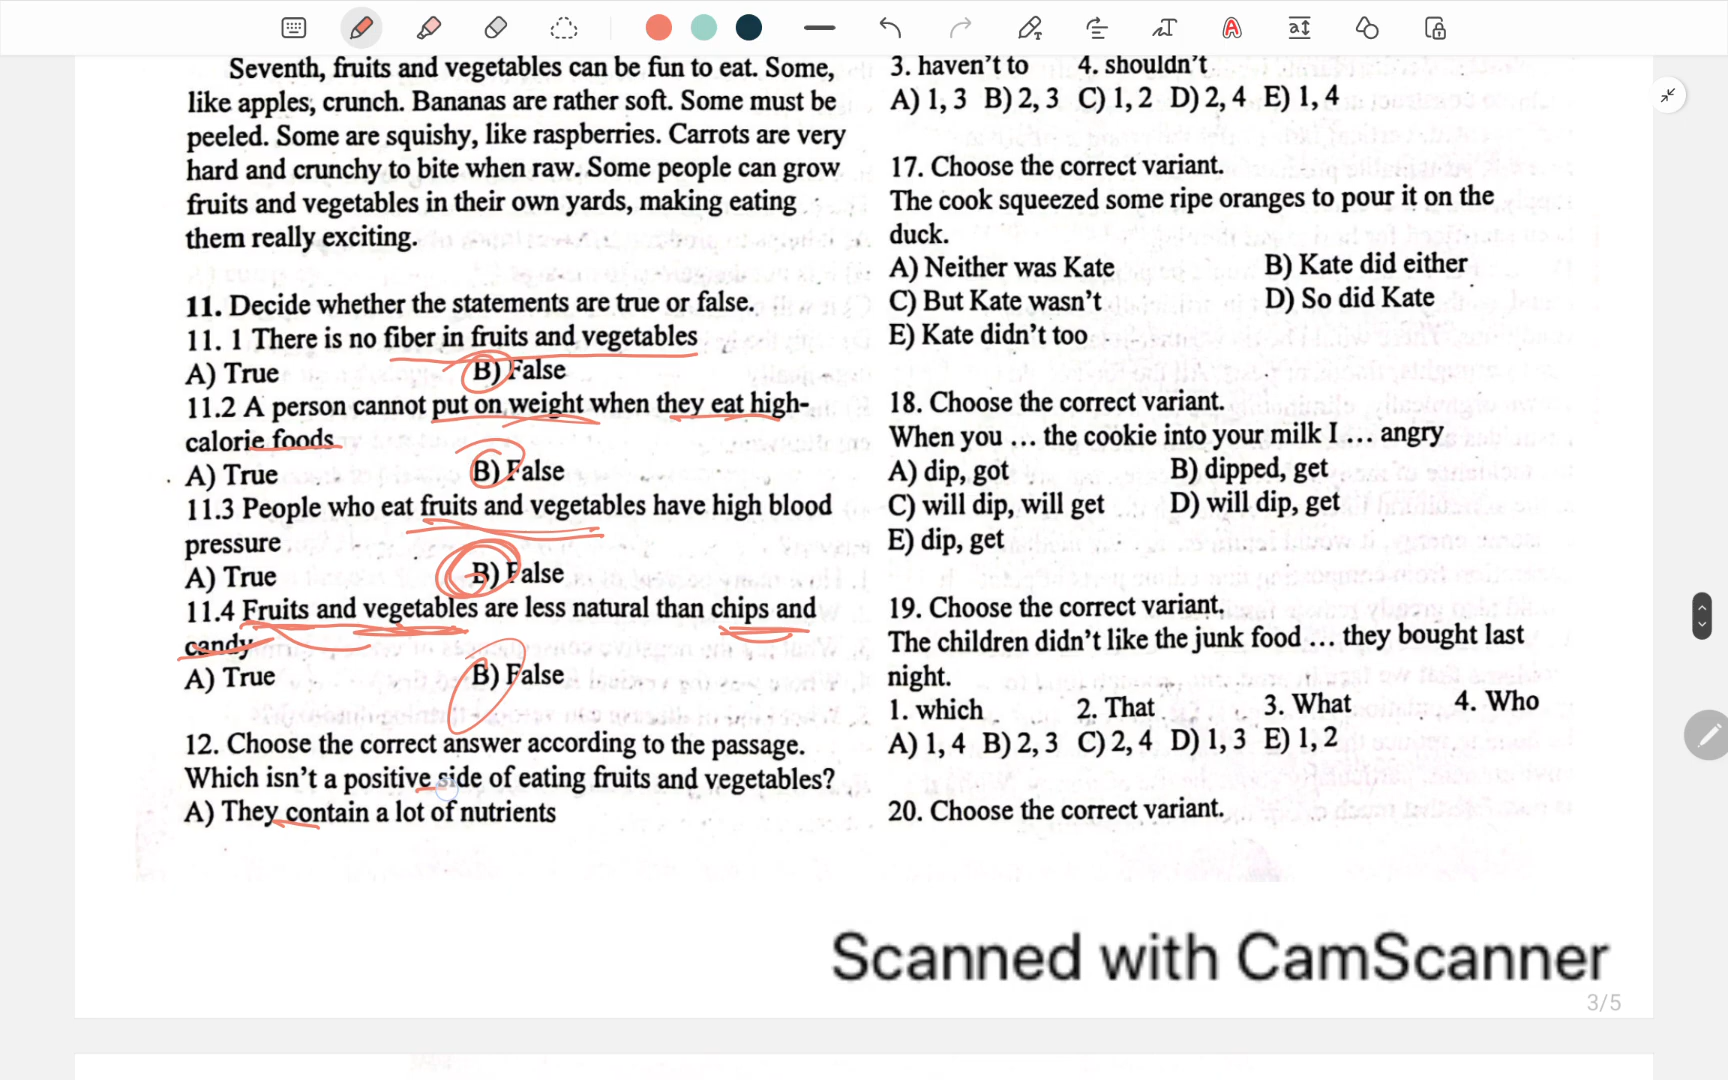 Seventh, fruits and vegetables can be fun to eat. Some,
like apples, crunch. Bananas are rather soft. Some must be
peeled. Some are squishy, like raspberries. Carrots are very
hard and crunchy to bite when raw. Some people can grow
fruits and vegetables in their own yards, making eating
them really exciting.
11. Decide whether the statements are true or false.
11. 1 There is no fiber in fruits and vegetables
A) True B) False
11.2 A person cannot put on weight when they eat high-
calorie foods
A) True B) False
11.3 People who eat fruits and vegetables have high blood
pressure
A) True B) False
11.4 Fruits and vegetables are less natural than chips and
candy
A) True B) False
12. Choose the correct answer according to the passage.
Which isn't a positive side of eating fruits and vegetables?
A) They contain a lot of nutrients
3. haven't to 4. shouldn't
A) 1, 3 B) 2, 3 C) 1, 2 D) 2, 4 E) 1, 4
17. Choose the correct variant.
The cook squeezed some ripe oranges to pour it on the
duck.
A) Neither was Kate B) Kate did either
C) But Kate wasn't D) So did Kate
E) Kate didn't too
18. Choose the correct variant.
When you … the cookie into your milk I … angry
A) dip, got B) dipped, get
C) will dip, will get D) will dip, get
E) dip, get
19. Choose the correct variant.
The children didn't like the junk food … they bought last
night.
1. which 2. That 3. What 4. Who
A) 1, 4 B) 2, 3 C) 2, 4 D) 1, 3 E) 1, 2
20. Choose the correct variant.
Scanned with CamScanner
3/5